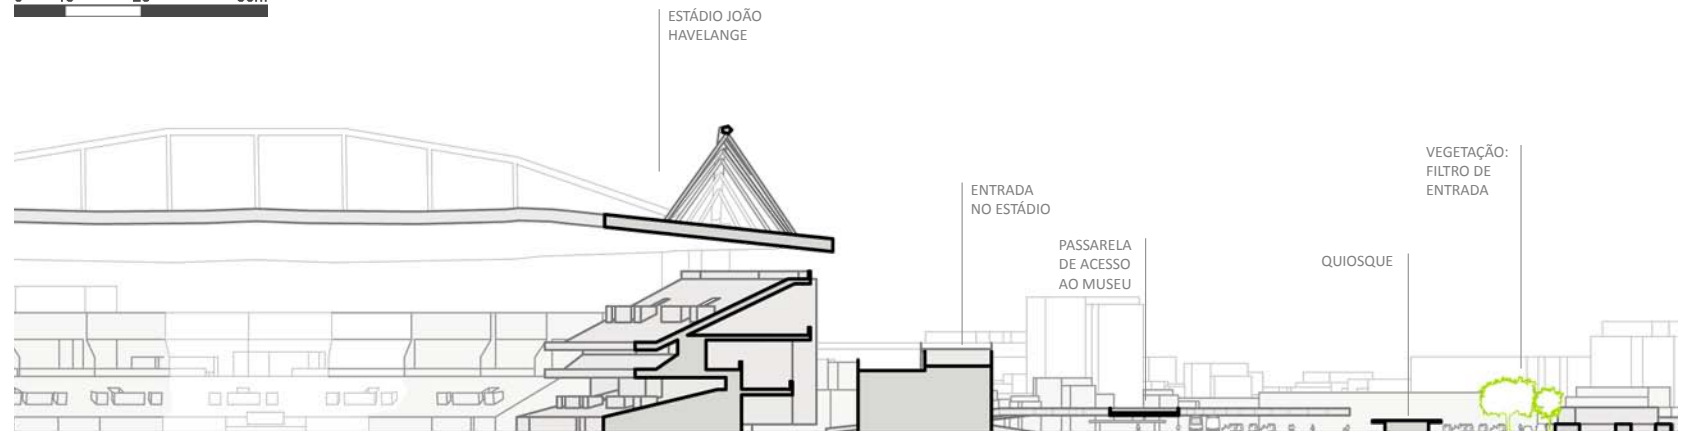 ESTÁDIO JOÃO
HAVELANGE
ENTRADA
NO ESTÁDIO
PASSARELA
DE ACESSO
AO MUSEU
QUIOSQUE
VEGETAÇÃO:
FILTRO DE
ENTRADA